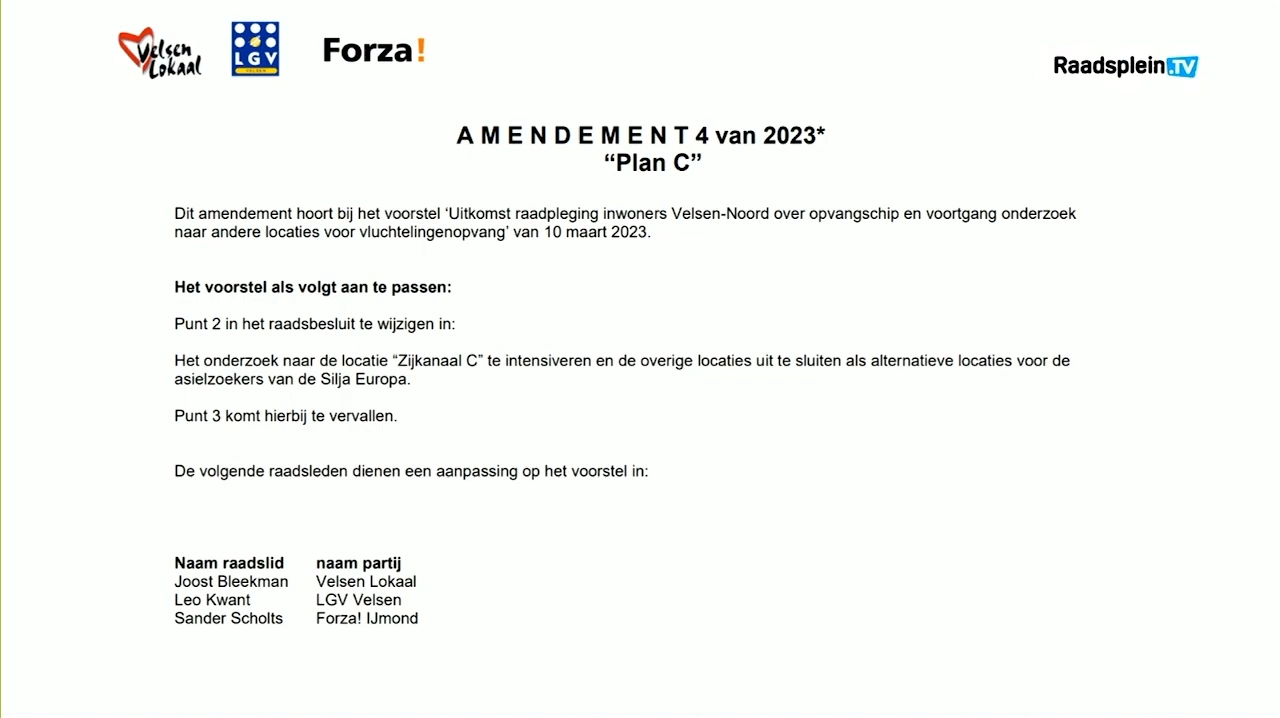 Velsen
Lokaal
LGV
VELSEN
Forza!
Raadsplein.TV
AMENDEMENT 4 van 2023*
“Plan C”
Dit amendement hoort bij het voorstel ‘Uitkomst raadpleging inwoners Velsen-Noord over opvangschip en voortgang onderzoek
naar andere locaties voor vluchtelingenopvang’ van 10 maart 2023.
Het voorstel als volgt aan te passen:
Punt 2 in het raadsbesluit te wijzigen in:
Het onderzoek naar de locatie “Zijkanaal C” te intensiveren en de overige locaties uit te sluiten als alternatieve locaties voor de
asielzoekers van de Silja Europa.
Punt 3 komt hierbij te vervallen.
De volgende raadsleden dienen een aanpassing op het voorstel in:
Naam raadslid naam partij
Joost Bleekman Velsen Lokaal
Leo Kwant LGV Velsen
Sander Scholts Forza! IJmond